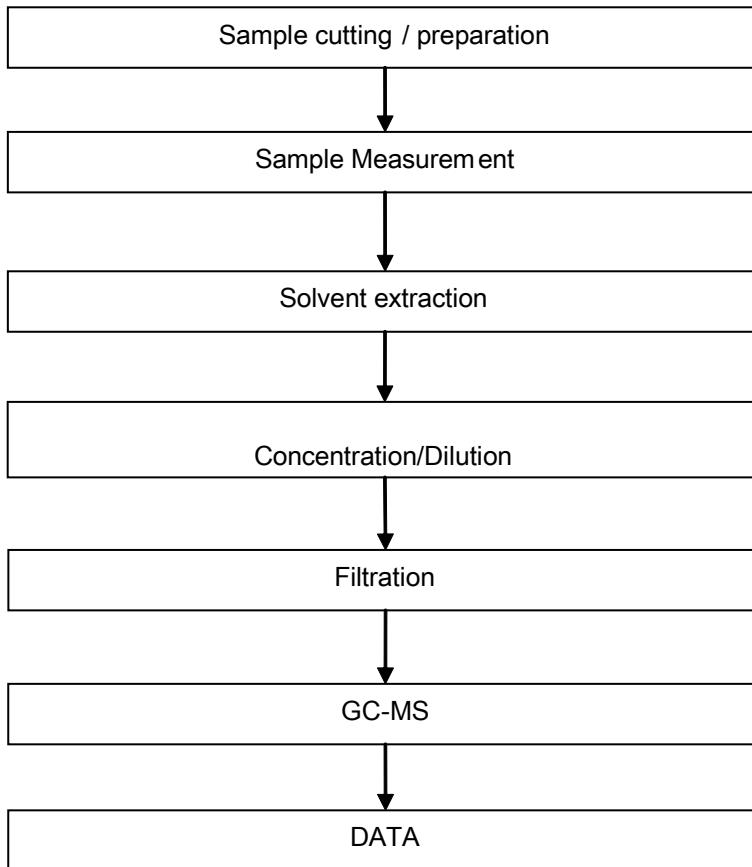 Sample cutting / preparation
Sample Measurement
Solvent extraction
Concentration/Dilution
Filtration
GC-MS
DATA